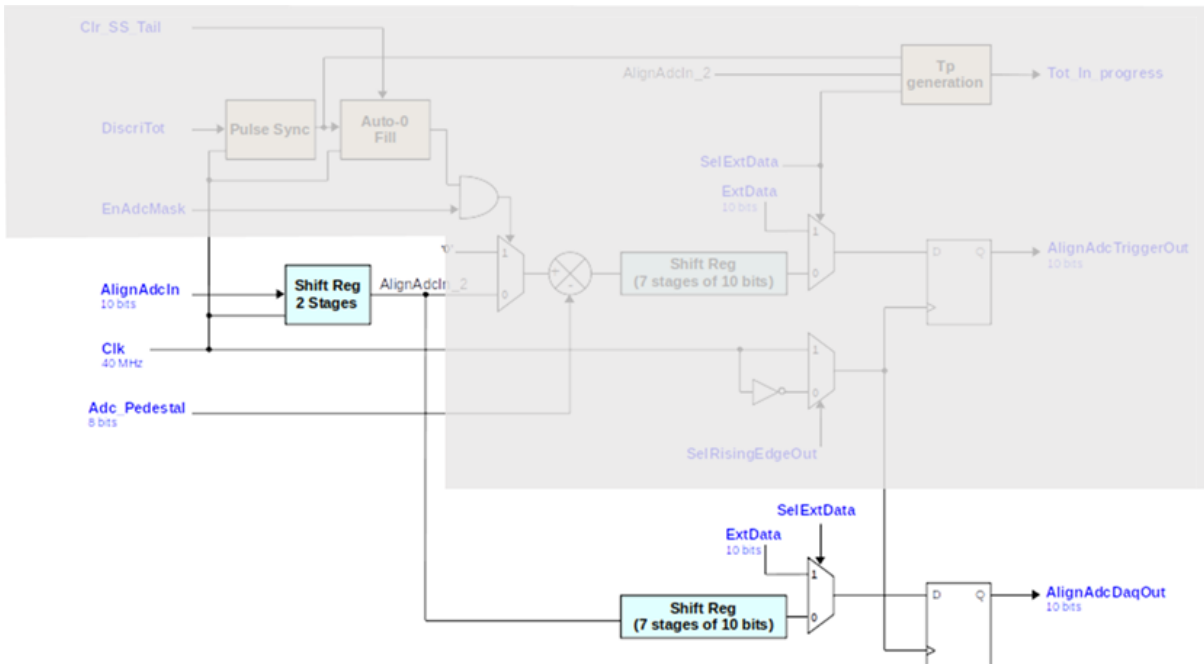 Clr_SS_Tail
AlignAdcIn_2
Tp
generation
Tot_In_progress
DiscriTot
Pulse Sync
Auto-0
Fill
SelExtData
ExtData
10 bits
EnAdcMask
1
0
'0'
1
0
+
-
Shift Reg
(7 stages of 10 bits)
D
Q
AlignAdcTriggerOut
10 bits
AlignAdcIn
10 bits
Shift Reg
2 Stages
AlignAdcIn_2
Clk
40 MHz
1
0
Adc_Pedestal
8 bits
SelRisingEdgeOut
SelExtData
ExtData
10 bits
1
0
Shift Reg
(7 stages of 10 bits)
D
Q
AlignAdcDaqOut
10 bits